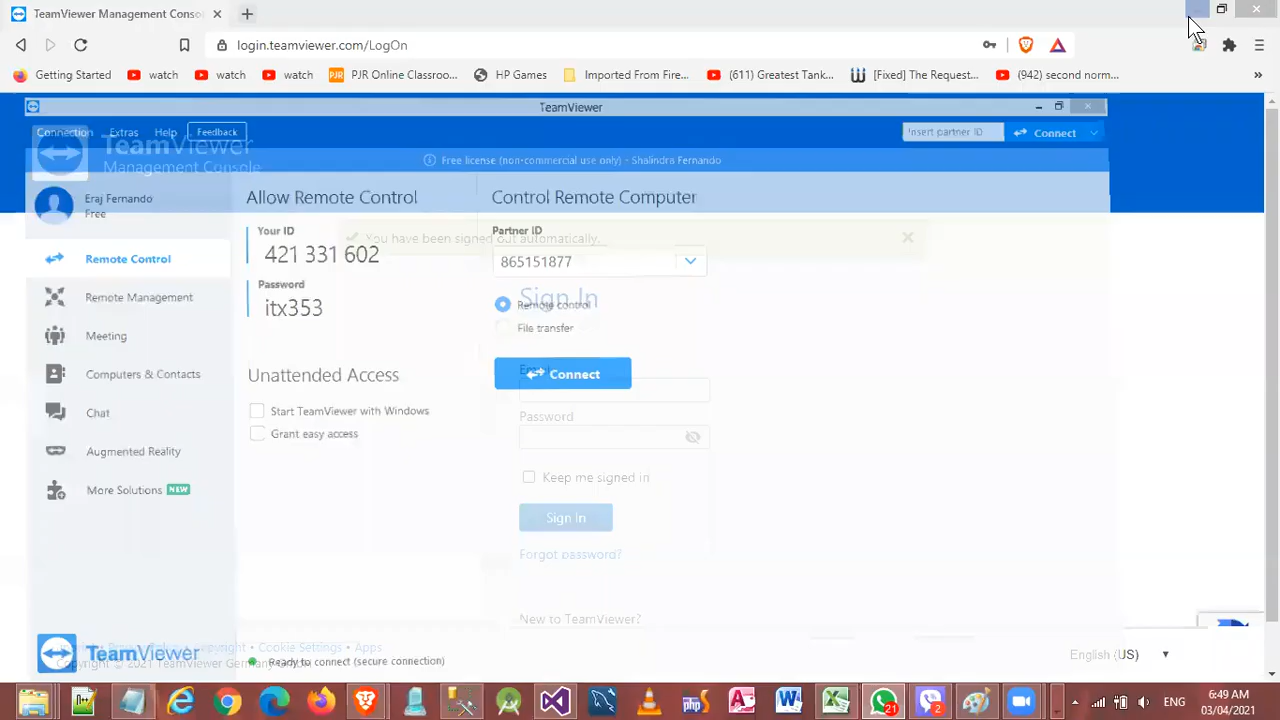 TeamViewer Management Conso
login.teamviewer.com/LogOn
Getting Started
watch
watch
watch
PJR PJR Online Classroo...
HP Games
Imported From Fire...
(611) Greatest Tank...
[Fixed] The Request...
(942) second norm...
»
TeamViewer
Connection Extras Help Feedback
Insert partner ID
Connect
TeamViewer
Management Console
Free license (non-commercial use only) - Shalindra Fernando
Eraj Fernando
Free
Remote Control
Remote Management
Meeting
Computers & Contacts
Chat
Augmented Reality
More Solutions NEW
Allow Remote Control
Your ID
421 331 602
Password
itx353
Unattended Access
Start TeamViewer with Windows
Grant easy access
Control Remote Computer
Partner ID
865151877
Remote control
File transfer
Connect
You have been signed out automatically.
Sign In
Password
Keep me signed in
Sign In
Forgot password?
New to TeamViewer?
TeamViewer
Cookie Settings • Apps
Copyright © 2021 TeamViewer
Ready to connect (secure connection)
English (US)
php
21
2
ENG
6:49 AM
03/04/2021